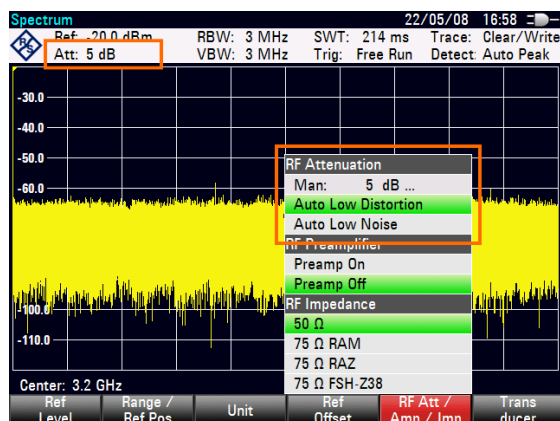 Spectrum 22/05/08 16:58
Ref: -20.0 dBm RBW: 3 MHz SWT: 214 ms Trace: Clear/Write
Att: 5 dB VBW: 3 MHz Trig: Free Run Detect: Auto Peak
-30.0
-40.0
-50.0
-60.0
-100.0
-110.0
RF Attenuation
Man: 5 dB ...
Auto Low Distortion
Auto Low Noise
RF Preamplifier
Preamp On
Preamp Off
RF Impedance
50 Ω
75 Ω RAM
75 Ω RAZ
75 Ω FSH-Z38
Center: 3.2 GHz
Ref Level
Range / Ref Pos
Unit
Ref Offset
RF Att / Amp / Imp
Trans ducer